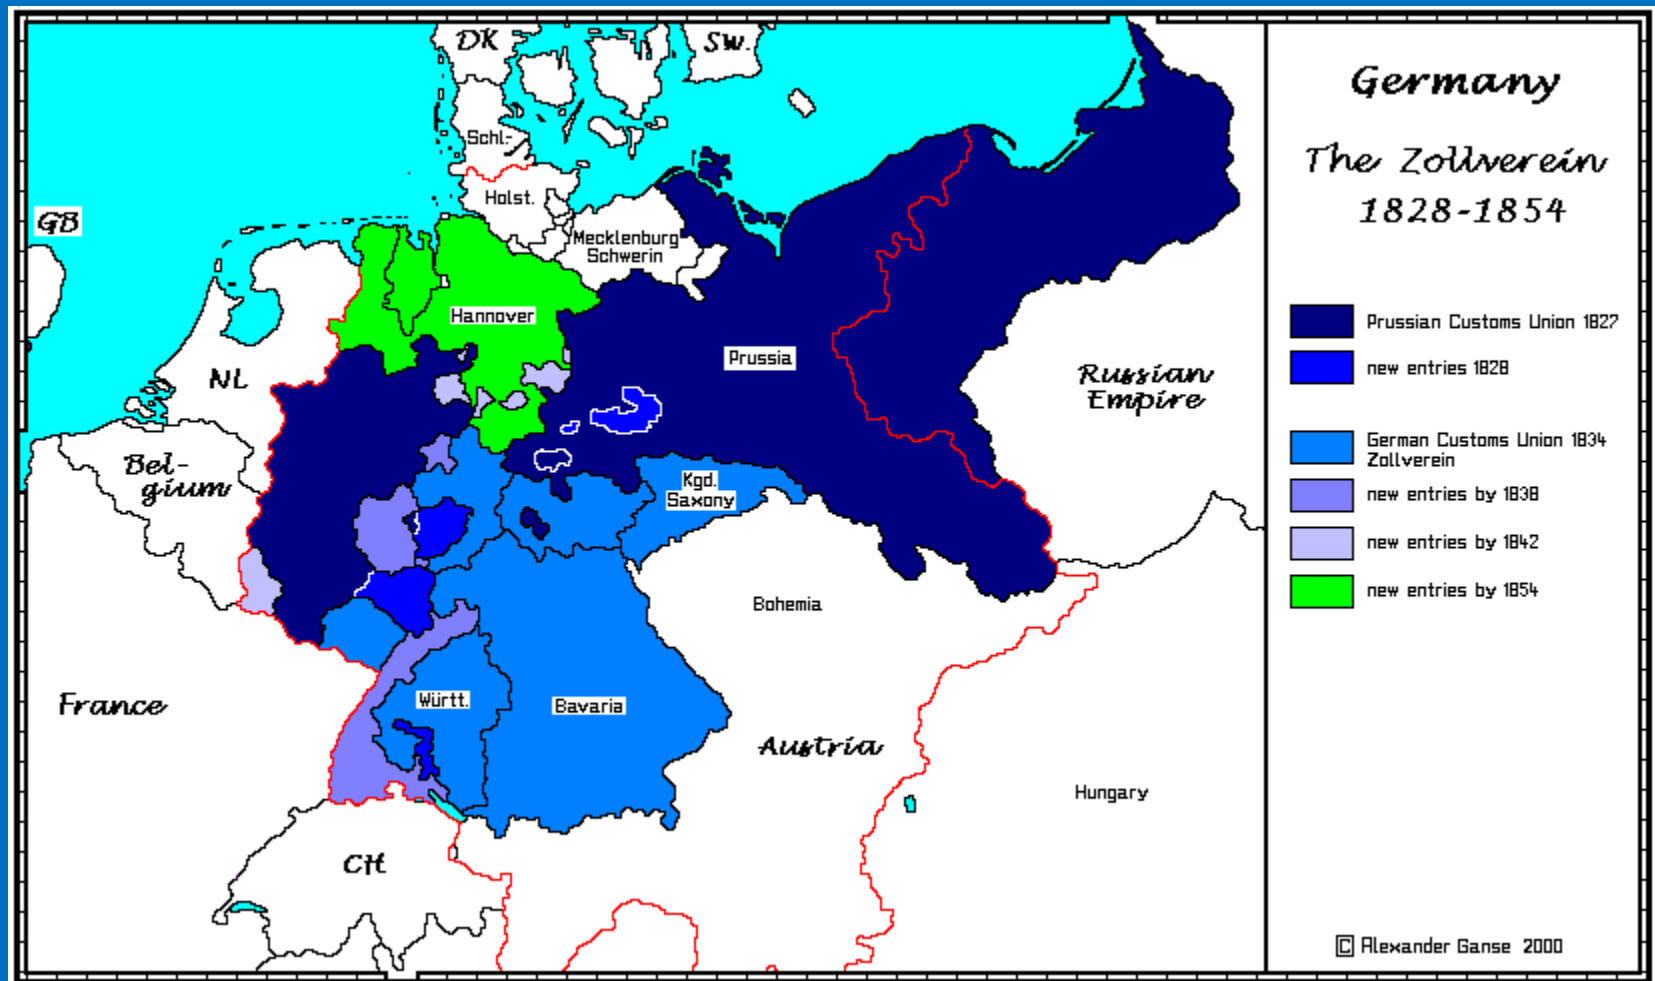 DK
SW.
Schl.-
Holst.
GB
Mecklenburg
Schwerin
Hannover
NL
Prussia
Russian
Empire
Bel-
gium
Kgd.
Saxony
Bohemia
France
Württ.
Bavaria
Austria
Hungary
CH
Germany
The Zollverein
1828-1854
Prussian Customs Union 1827
new entries 1828
German Customs Union 1834
Zollverein
new entries by 1838
new entries by 1842
new entries by 1854
C Alexander Ganse 2000